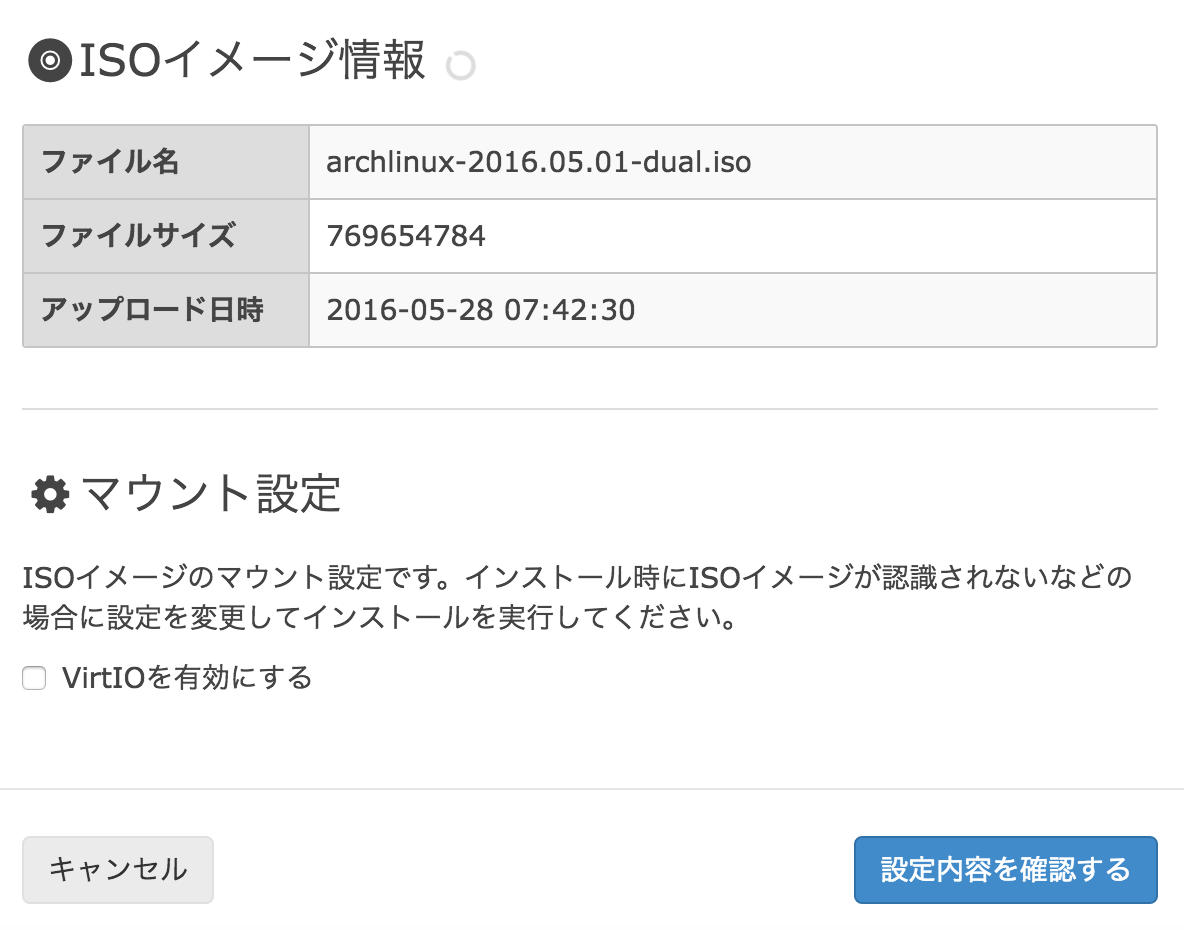 ISOイメージ情報
ファイル名 archlinux-2016.05.01-dual.iso
ファイルサイズ 769654784
アップロード日時 2016-05-28 07:42:30
マウント設定
ISOイメージのマウント設定です。インストール時にISOイメージが認識されないなどの
場合に設定を変更してインストールを実行してください。
VirtIOを有効にする
キャンセル 設定内容を確認する